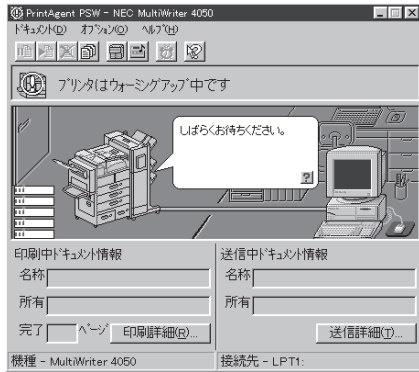 PrintAgent PSW - NEC MultiWriter 4050
ドキュメント(D) オプション(O) ヘルプ(H)
プリンタはウォーミングアップ中です
しばらくお待ちください。
?
印刷中ドキュメント情報
名称
所有
完了 ページ 印刷詳細(R)...
送信中ドキュメント情報
名称
所有
送信詳細(T)...
機種 - MultiWriter 4050
接続先 - LPT1: